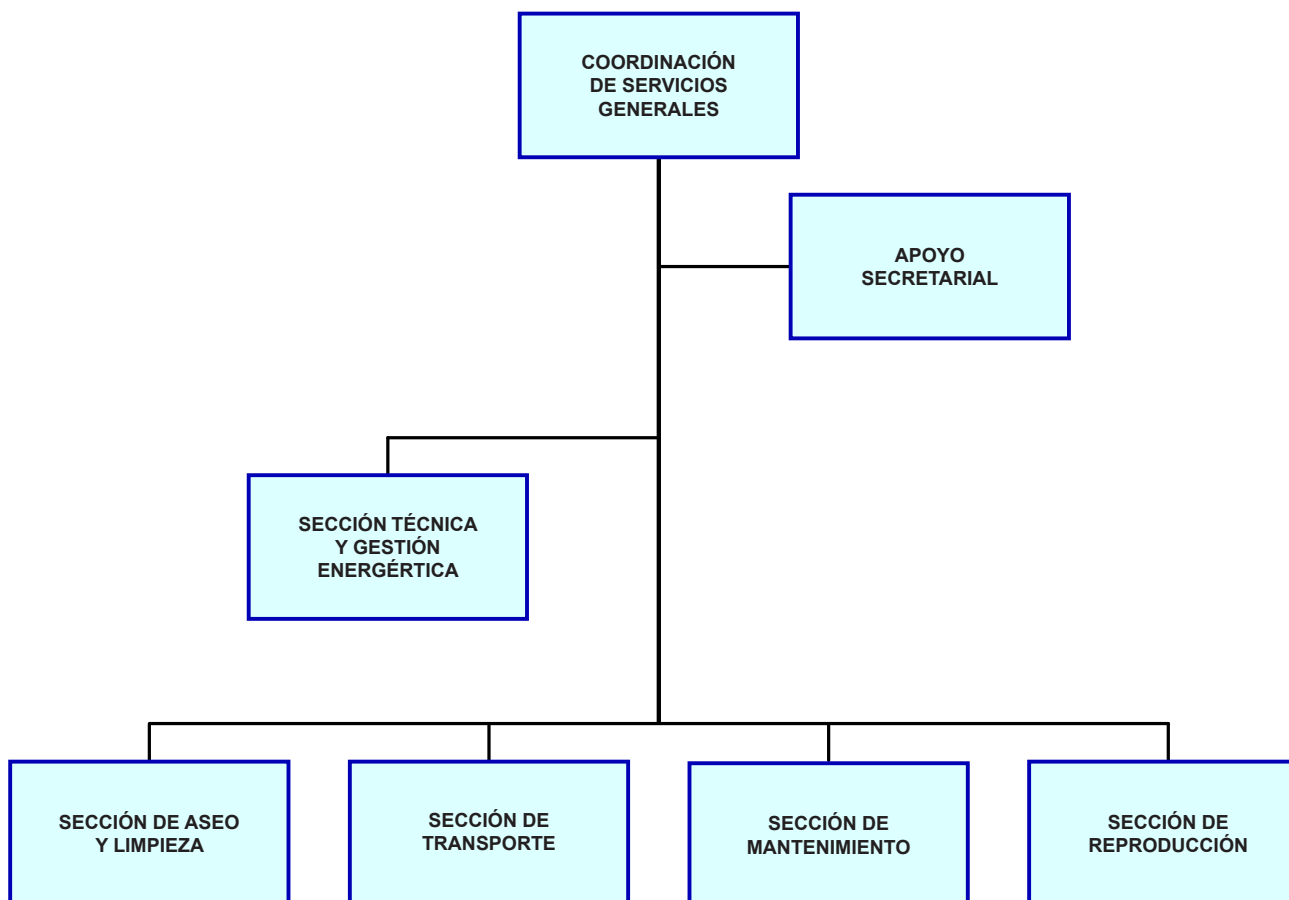 COORDINACIÓN
DE SERVICIOS
GENERALES
APOYO
SECRETARIAL
SECCIÓN TÉCNICA
Y GESTIÓN
ENERGÉRTICA
SECCIÓN DE ASEO
Y LIMPIEZA
SECCIÓN DE
TRANSPORTE
SECCIÓN DE
MANTENIMIENTO
SECCIÓN DE
REPRODUCCIÓN